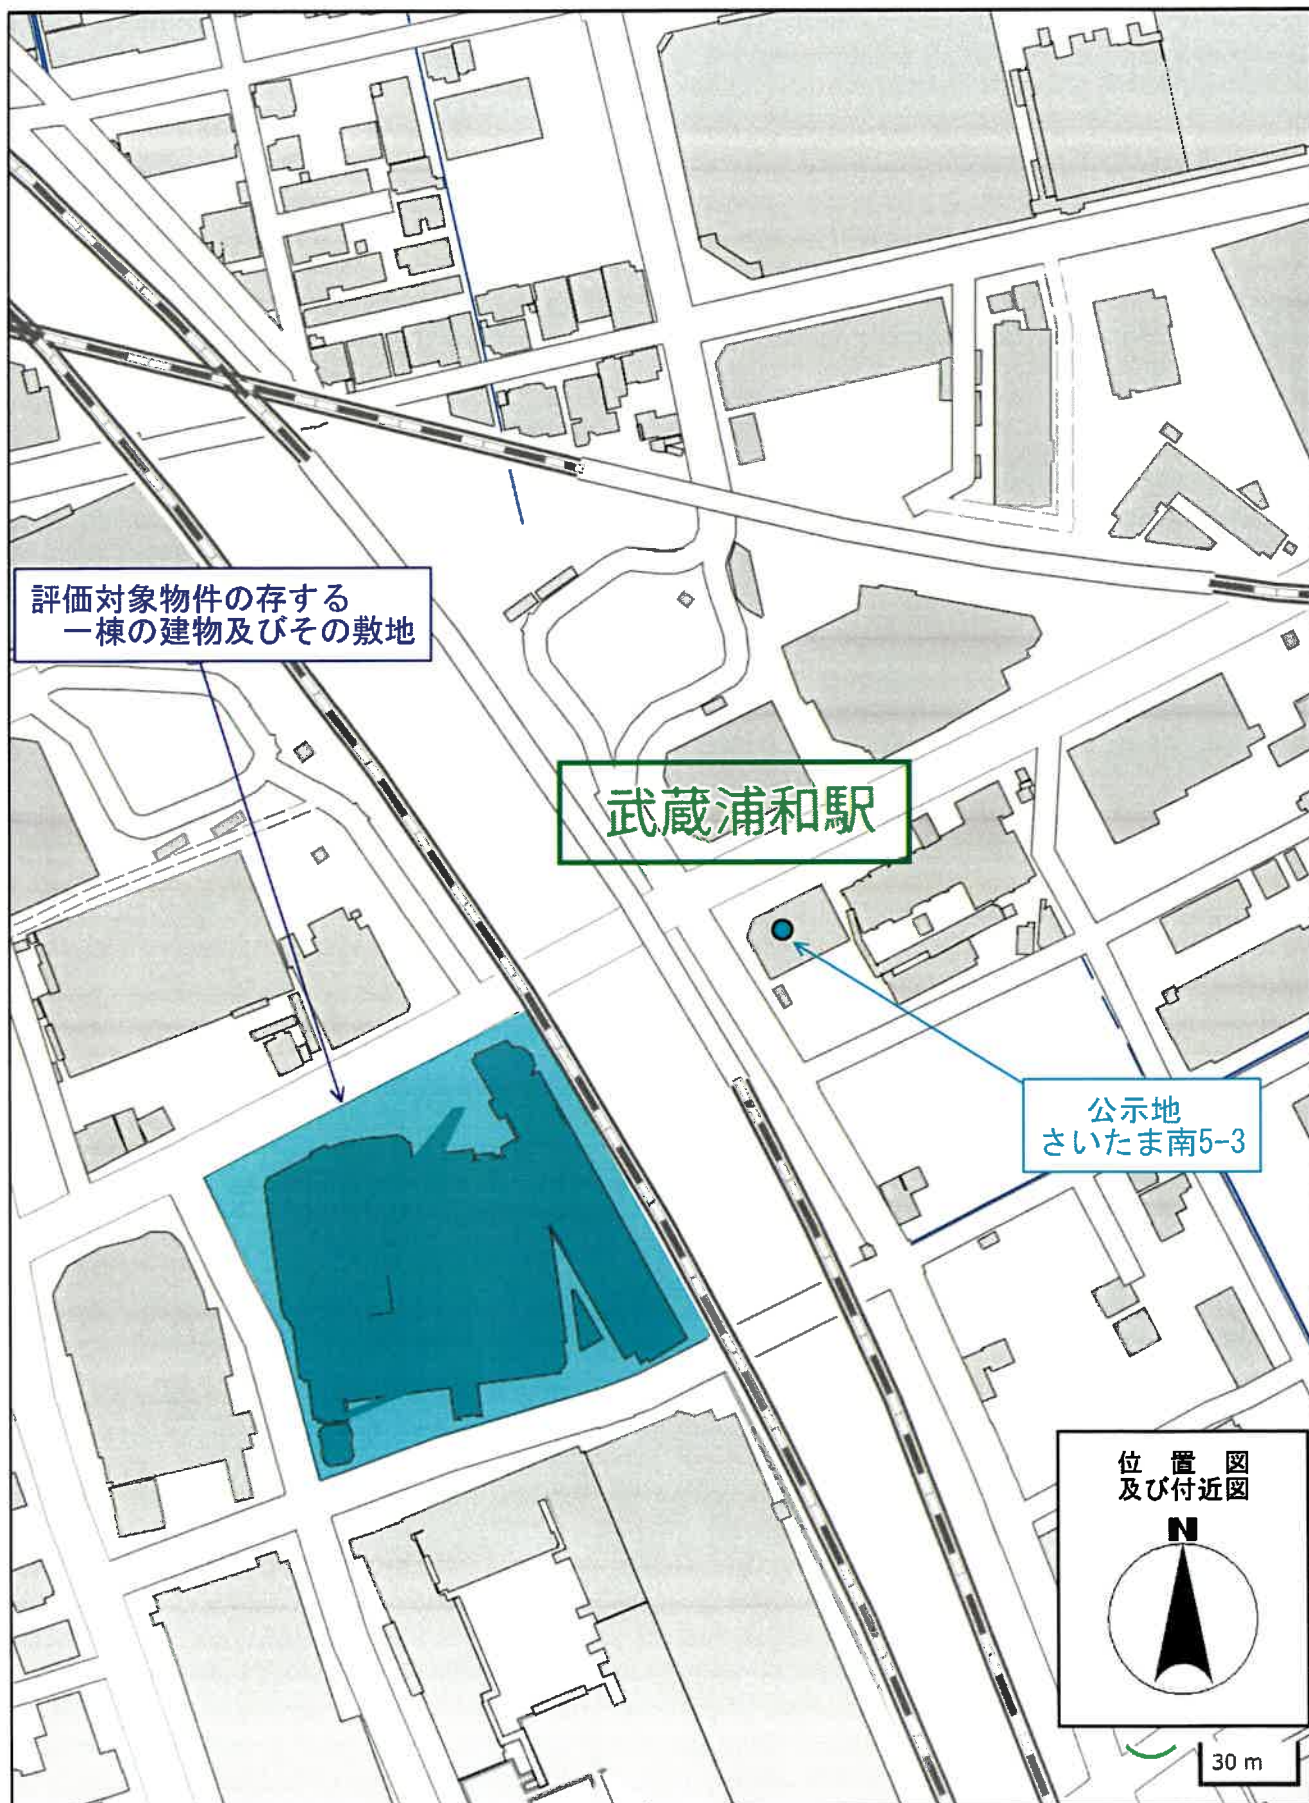 評価対象物件の存する
一棟の建物及びその敷地
武蔵浦和駅
公示地
さいたま南5-3
位置図
及び付近図
N
30 m